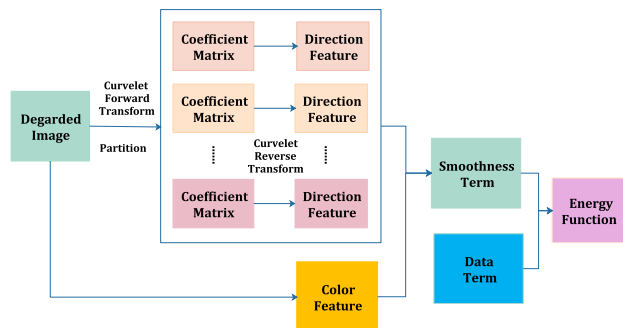 Degarded
Image
Curvelet
Forward
Transform
Partition
Coefficient
Matrix
Direction
Feature
Coefficient
Matrix
Direction
Feature
Curvelet
Reverse
Transform
Coefficient
Matrix
Direction
Feature
Color
Feature
Smoothness
Term
Data
Term
Energy
Function